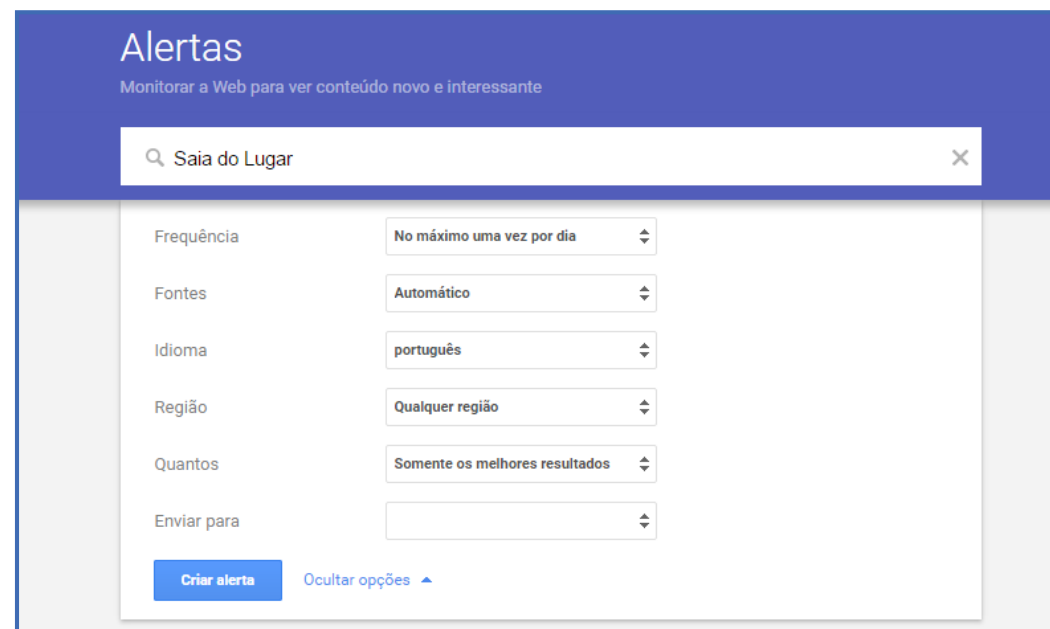 Alertas
Monitorar a Web para ver conteúdo novo e interessante
Saia do Lugar
Frequência No máximo uma vez por dia
Fontes Automático
Idioma português
Região Qualquer região
Quantos Somente os melhores resultados
Enviar para
Criar alerta Ocultar opções